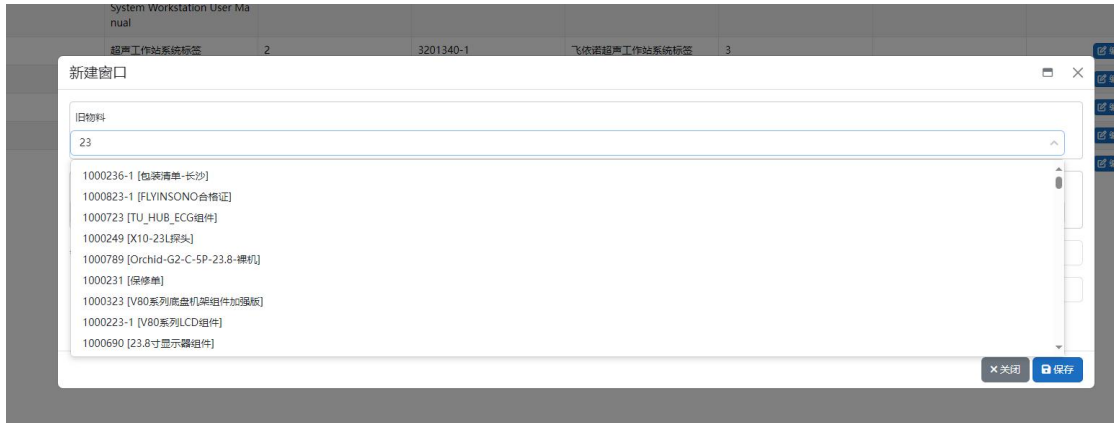 System Workstation User Ma
nual
超声工作站系统标签 2 3201340-1 飞依诺超声工作站系统标签 3
新建窗口
旧物料
23
1000236-1 [包装清单-长沙]
1000823-1 [FLYINSONO合格证]
1000723 [TU_HUB_ECG组件]
1000249 [X10-23L探头]
1000789 [Orchid-G2-C-5P-23.8-裸机]
1000231 [保修单]
1000323 [V80系列底盘机架组件加强版]
1000223-1 [V80系列LCD组件]
1000690 [23.8寸显示器组件]
关闭 保存